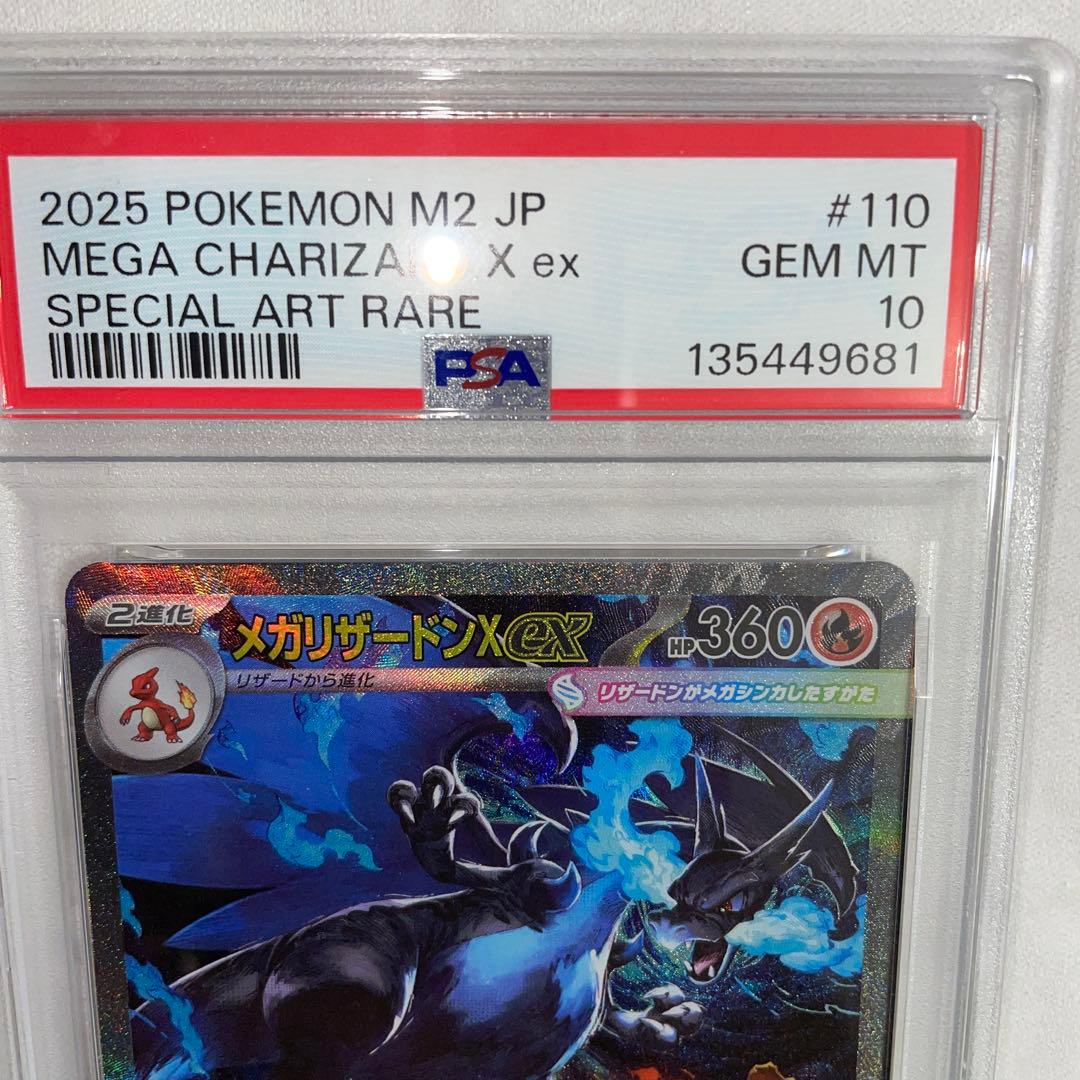 2025 POKEMON M2 JP #110
MEGA X ex GEM MT
SPECIAL ART RARE 10
PSA 135449681
2進化 メガリザードンXex HP360
リザードから進化
リザードンがメガシンカしたすがた